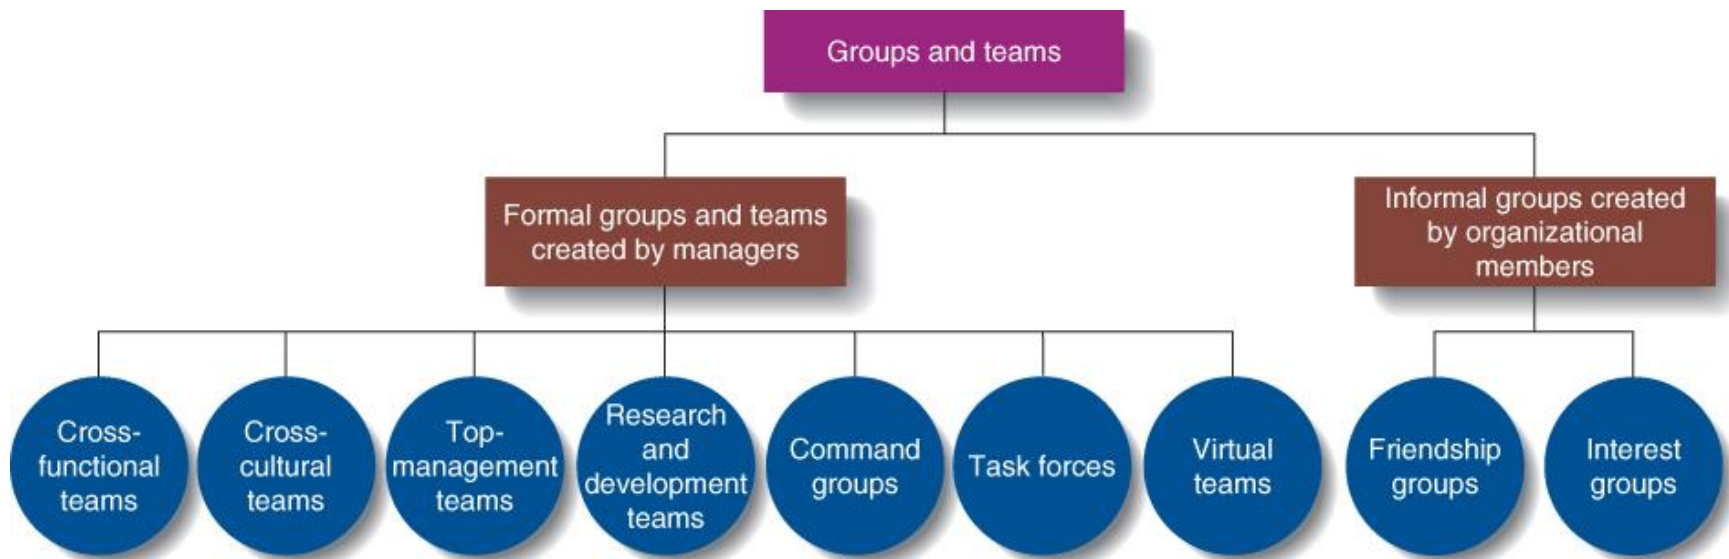 Groups and teams
Formal groups and teams
created by managers
Informal groups created
by organizational
members
Cross-
functional
teams
Cross-
cultural
teams
Top-
management
teams
Research
and
development
teams
Command
groups
Task forces
Virtual
teams
Friendship
groups
Interest
groups